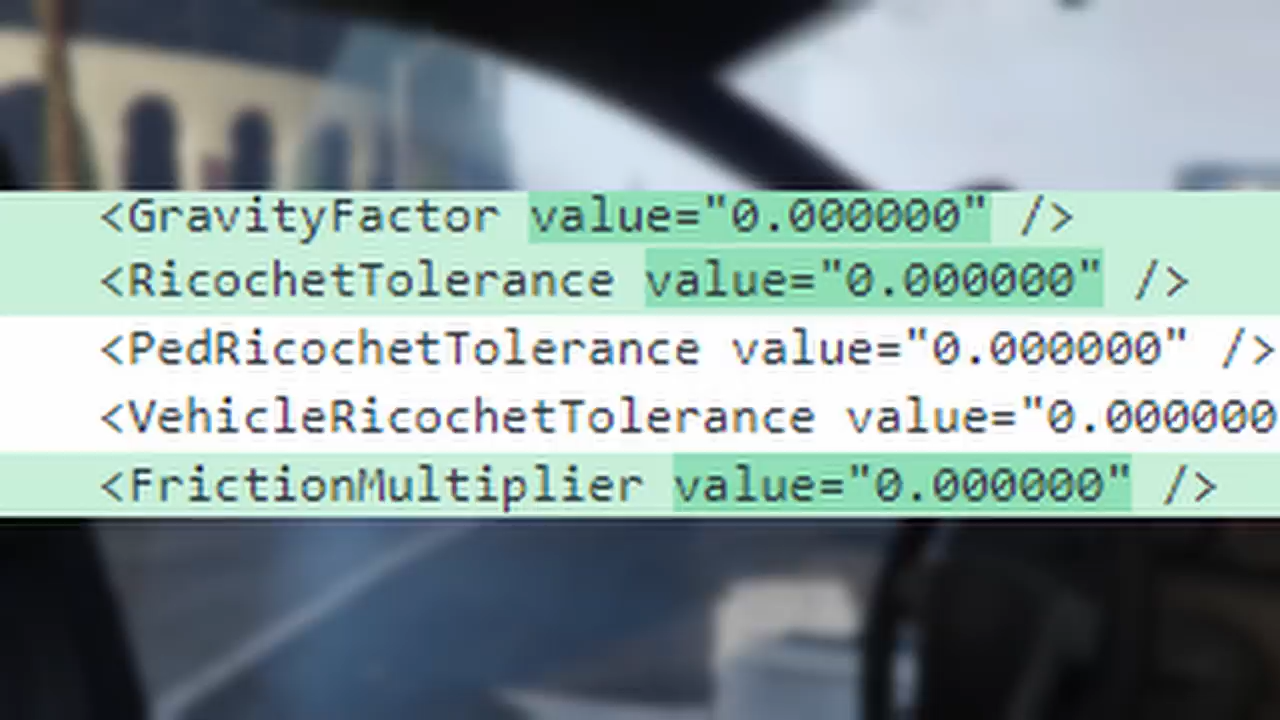 <GravityFactor value="0.000000" />
<RicochetTolerance value="0.000000" />
<PedRicochetTolerance value="0.000000" />
<VehicleRicochetTolerance value="0.000000
<FrictionMultiplier value="0.000000" />